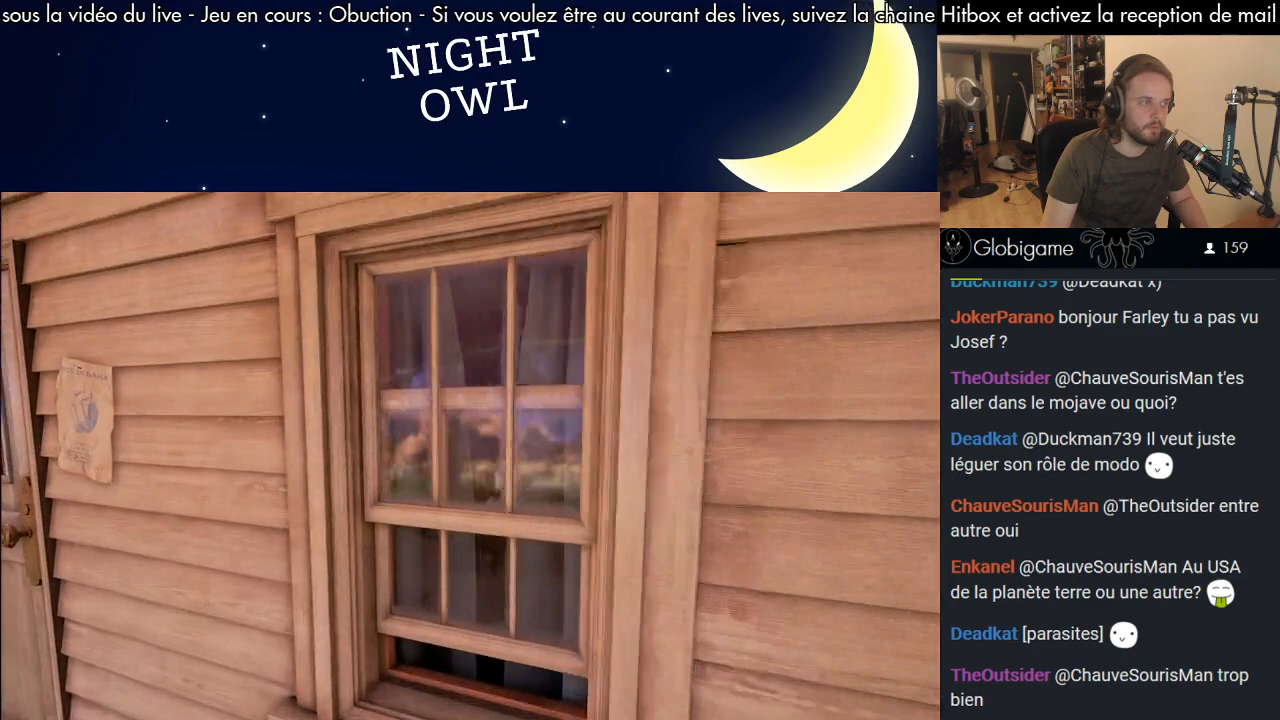 sous la vidéo du live - Jeu en cours : Obuction - Si vous voulez être au courant des lives, suivez la chaine Hitbox et activez la reception de mail
NIGHT
OWL
Globigame
159
Duckman739 @Deadkat x)
JokerParano bonjour Farley tu a pas vu
Josef ?
TheOutsider @ChauveSourisMan t'es
aller dans le mojave ou quoi?
Deadkat @Duckman739 Il veut juste
léguer son rôle de modo
ChauveSourisMan @TheOutsider entre
autre oui
Enkanel @ChauveSourisMan Au USA
de la planète terre ou une autre?
Deadkat [parasites]
TheOutsider @ChauveSourisMan trop
bien